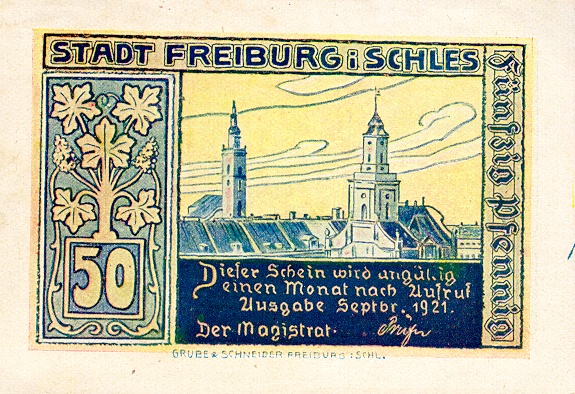 STADT FREIBURG i SCHLES
Fünfzig Pfennig
50
Dieser Schein wird ungültig
einen Monat nach Aufruf
Ausgabe Septbr. 1921.
Der Magistrat.
GRUBE & SCHNEIDER FREIBURG i. SCHL.